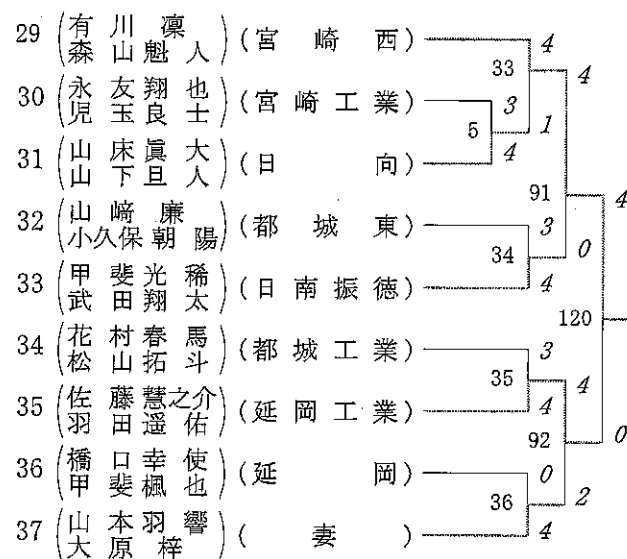 29 (有川 凜 森山魁人) (宮崎西) 4
33 4
30 (永友翔也 児玉良士) (宮崎工業) 3
5 1
31 (山床眞大 山下旦人) (日向) 4
91 4
32 (山﨑廉 小久保朝陽) (都城東) 3
34 0
33 (甲斐光稀 武田翔太) (日南振徳) 4
120
34 (花村春馬 松山拓斗) (都城工業) 3
35 4
35 (佐藤慧之介 羽田遥佑) (延岡工業) 4
92 0
36 (橋口幸使 甲斐楓也) (延岡) 0
36 2
37 (山本羽響 大原梓) (妻) 4